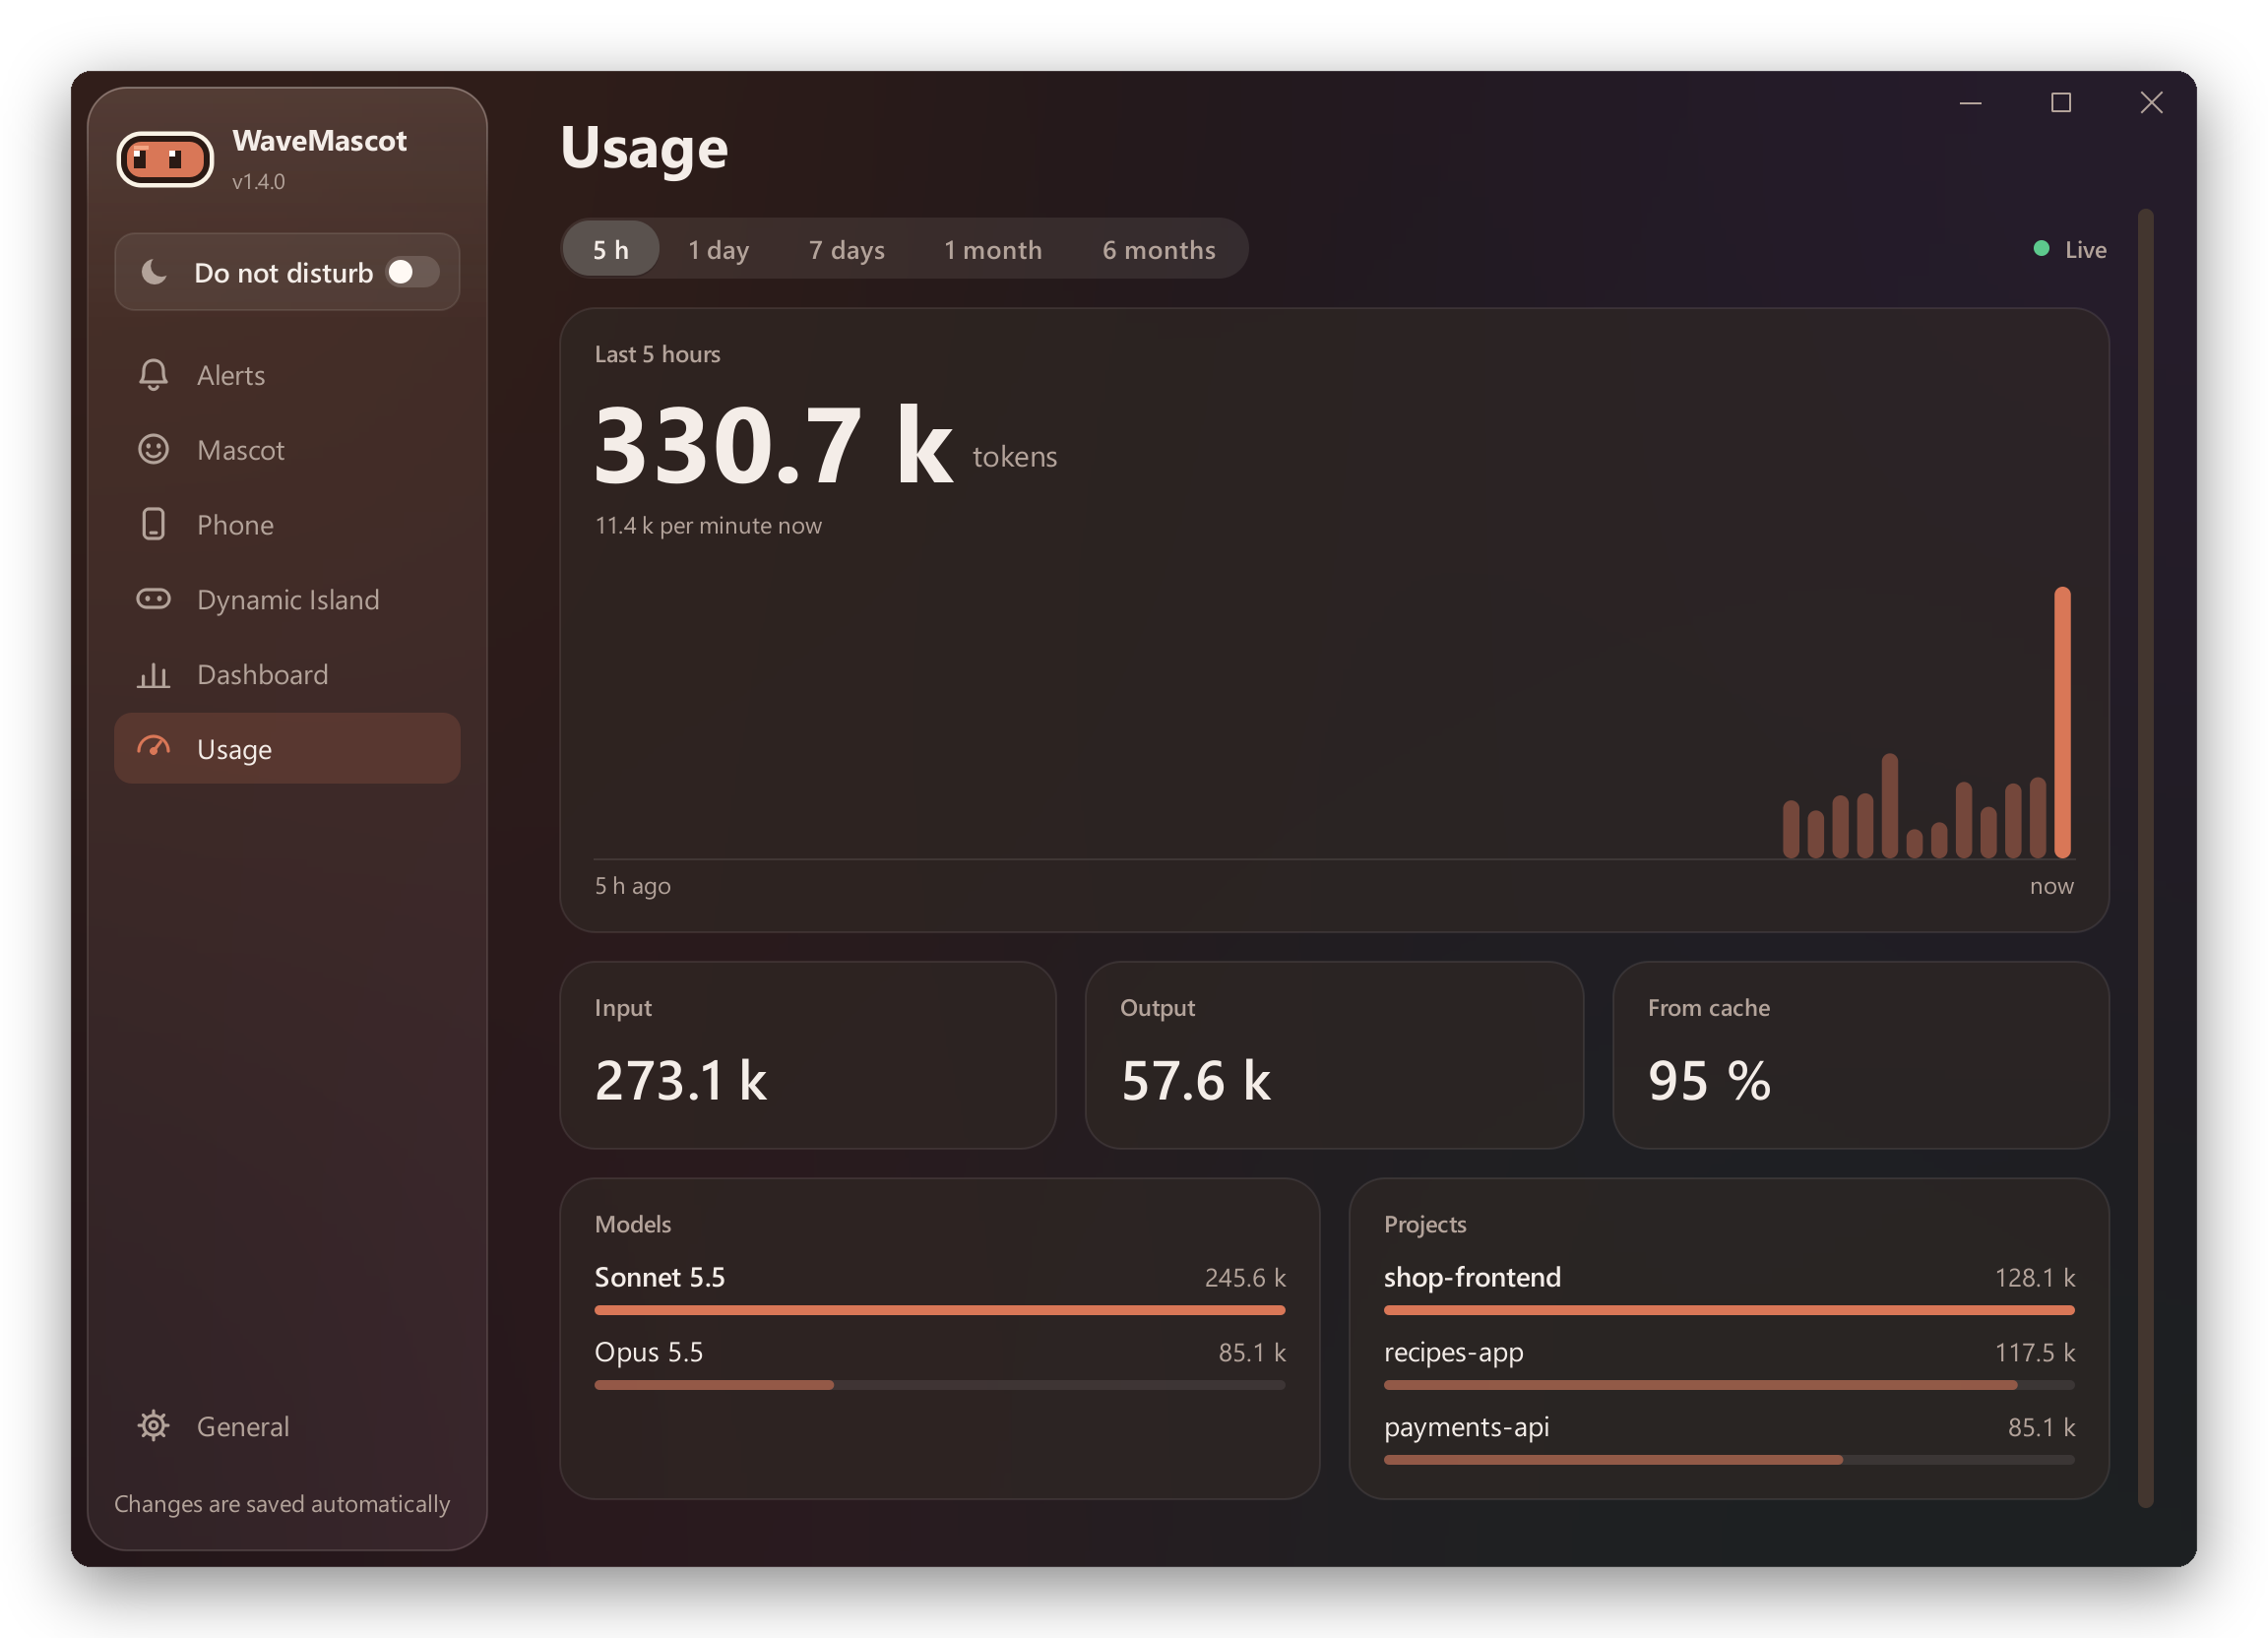 WaveMascot
v1.4.0
Do not disturb
Alerts
Mascot
Phone
Dynamic Island
Dashboard
Usage
General
Changes are saved automatically
Usage
5 h
1 day
7 days
1 month
6 months
Live
Last 5 hours
330.7 k tokens
11.4 k per minute now
5 h ago
now
Input
273.1 k
Output
57.6 k
From cache
95 %
Models
Sonnet 5.5 245.6 k
Opus 5.5 85.1 k
Projects
shop-frontend 128.1 k
recipes-app 117.5 k
payments-api 85.1 k